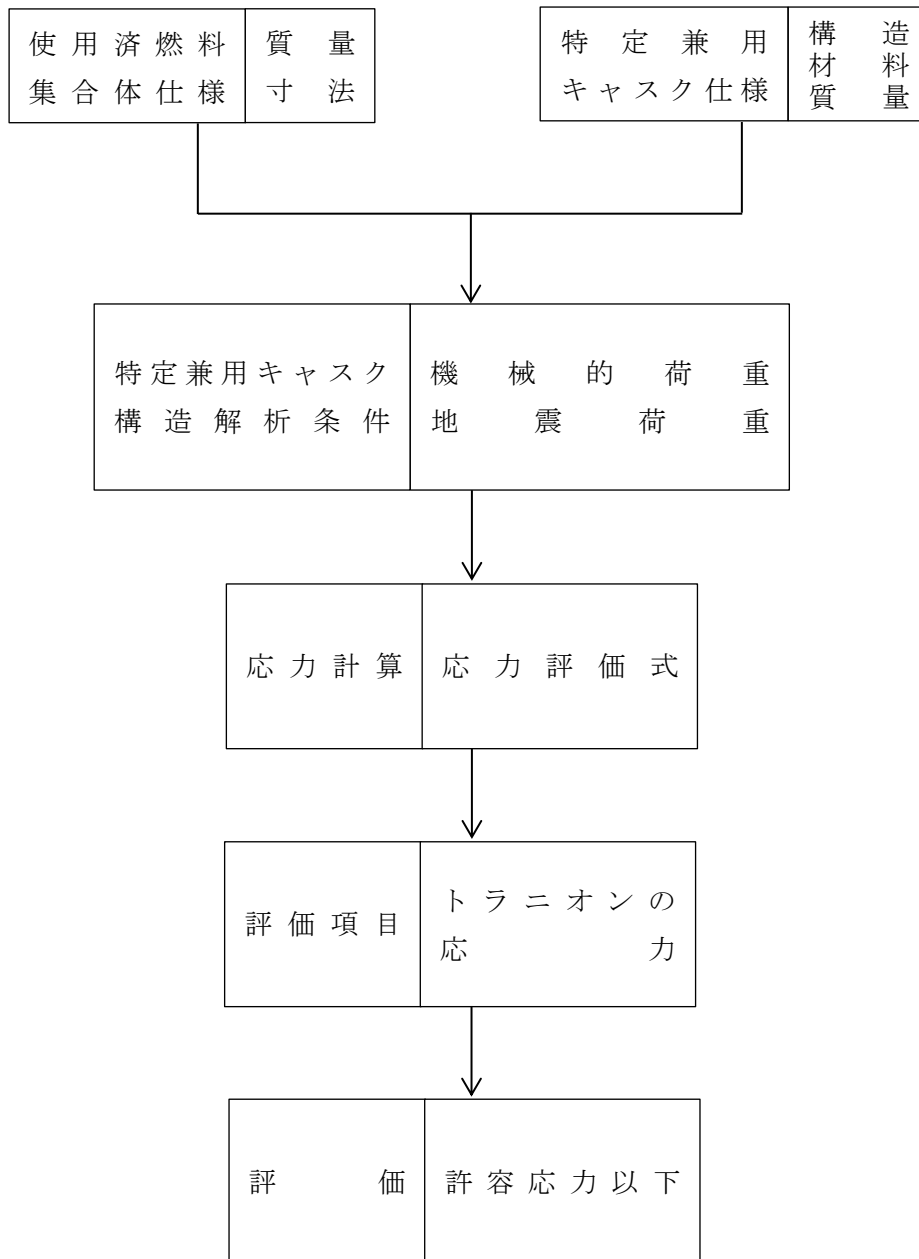 使用済燃料
集合体仕様
質量
寸法
特定兼用
キャスク仕様
構造
材料
質量
特定兼用キャスク
構造解析条件
機械的荷重
地震荷重
応力計算
応力評価式
評価項目
トラニオンの
応力
評価
許容応力以下